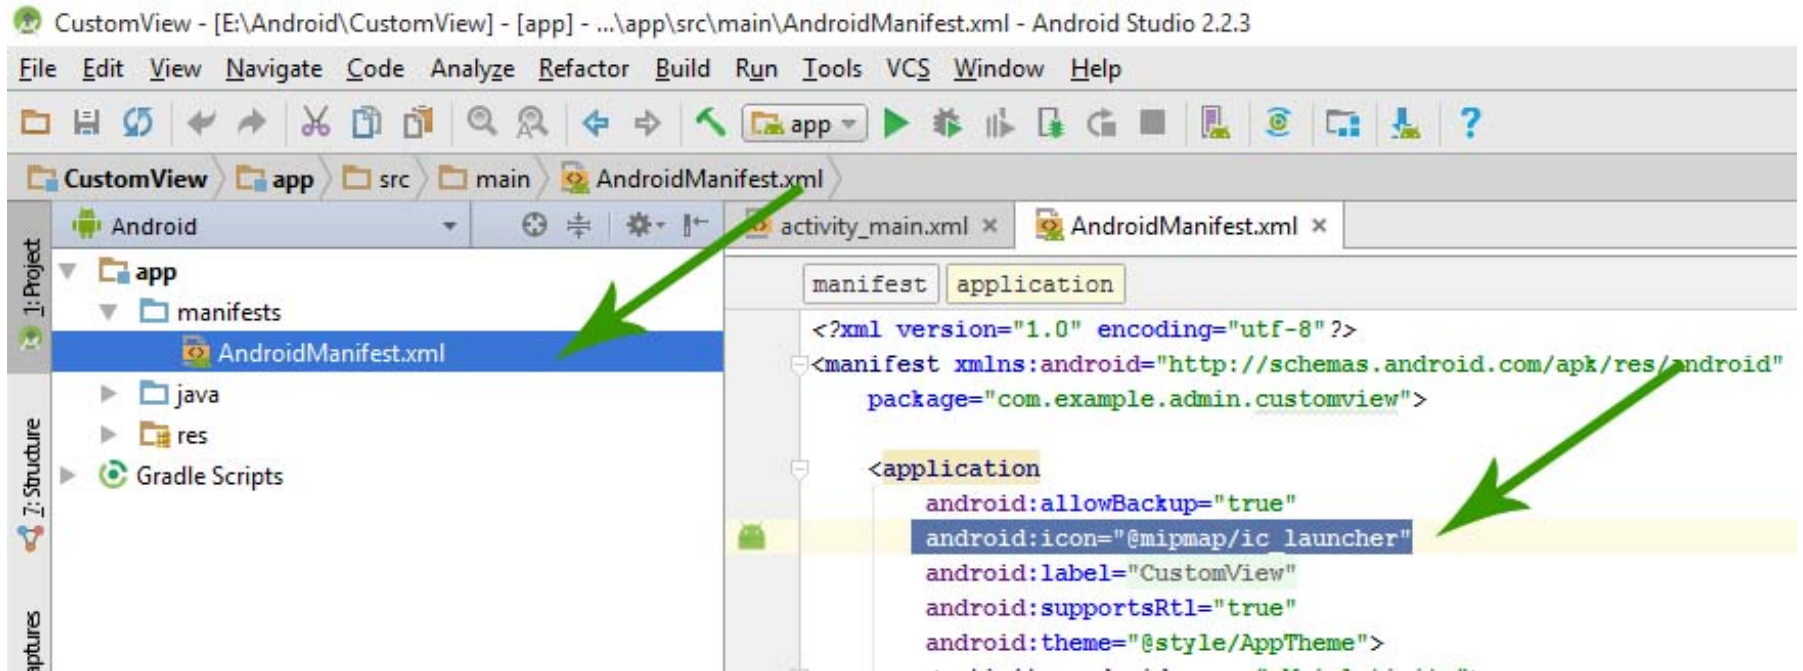 CustomView - [E:\Android\CustomView] - [app] - ...\app\src\main\AndroidManifest.xml - Android Studio 2.2.3
File Edit View Navigate Code Analyze Refactor Build Run Tools VCS Window Help
app
?
CustomView app src main AndroidManifest.xml
1: Project
7: Structure
Android
app
manifests
AndroidManifest.xml
java
res
Gradle Scripts
activity_main.xml × AndroidManifest.xml ×
manifest application
<?xml version="1.0" encoding="utf-8"?>
<manifest xmlns:android="http://schemas.android.com/apk/res/android"
package="com.example.admin.customview">
<application
android:allowBackup="true"
android:icon="@mipmap/ic_launcher"
android:label="CustomView"
android:supportsRtl="true"
android:theme="@style/AppTheme">